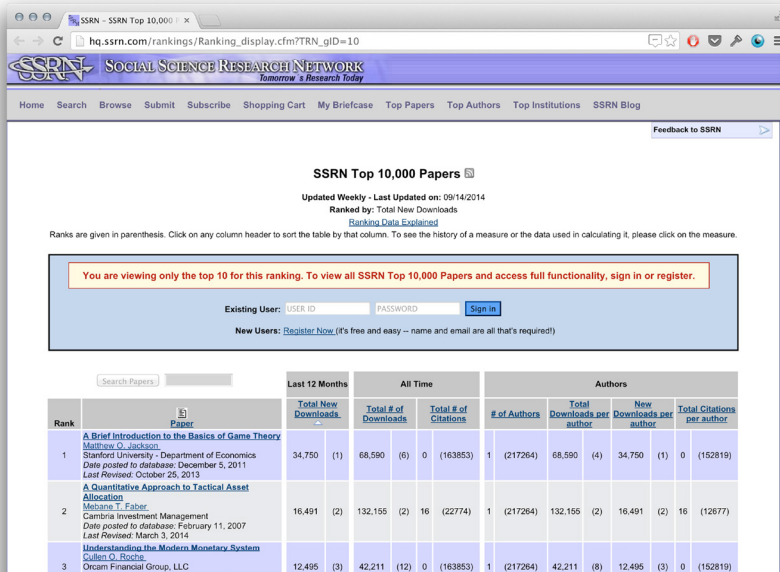 SSRN – SSRN Top 10,000 P
hq.ssrn.com/rankings/Ranking_display.cfm?TRN_gID=10
SSRN SOCIAL SCIENCE RESEARCH NETWORK
Tomorrow's Research Today
Home Search Browse Submit Subscribe Shopping Cart My Briefcase Top Papers Top Authors Top Institutions SSRN Blog
Feedback to SSRN
SSRN Top 10,000 Papers
Updated Weekly - Last Updated on: 09/14/2014
Ranked by: Total New Downloads
Ranking Data Explained
Ranks are given in parenthesis. Click on any column header to sort the table by that column. To see the history of a measure or the data used in calculating it, please click on the measure.
You are viewing only the top 10 for this ranking. To view all SSRN Top 10,000 Papers and access full functionality, sign in or register.
Existing User: USER ID PASSWORD Sign in
New Users: Register Now (it's free and easy -- name and email are all that's required!)
Search Papers
Last 12 Months All Time Authors
Rank Paper Total New Downloads Total # of Downloads Total # of Citations # of Authors Total Downloads per author New Downloads per author Total Citations per author
A Brief Introduction to the Basics of Game Theory
Matthew O. Jackson
1 Stanford University - Department of Economics 34,750 (1) 68,590 (6) 0 (163853) 1 (217264) 68,590 (4) 34,750 (1) 0 (152819)
Date posted to database: December 5, 2011
Last Revised: October 25, 2013
A Quantitative Approach to Tactical Asset
Allocation
Mebane T. Faber
2 Cambria Investment Management 16,491 (2) 132,155 (2) 16 (22774) 1 (217264) 132,155 (2) 16,491 (2) 16 (12677)
Date posted to database: February 11, 2007
Last Revised: March 3, 2014
Understanding the Modern Monetary System
Cullen O. Roche
3 Orcam Financial Group, LLC 12,495 (3) 42,211 (12) 0 (163853) 1 (217264) 42,211 (8) 12,495 (3) 0 (152819)